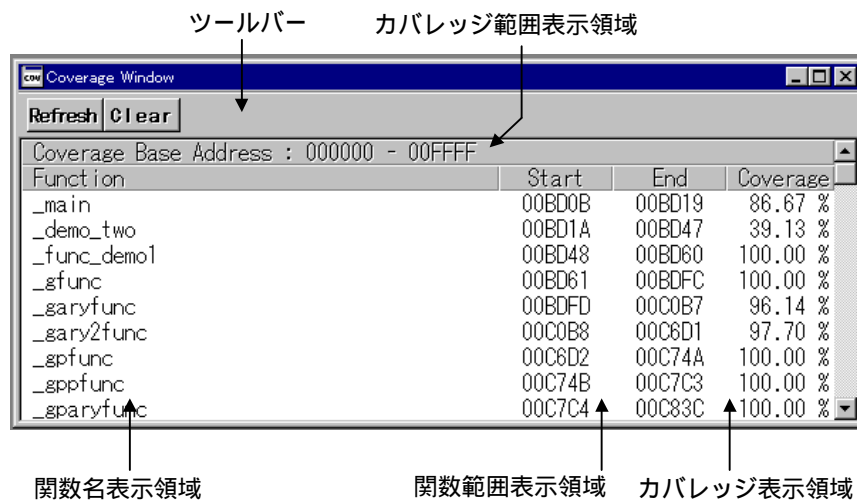 ツールバー カバレッジ範囲表示領域
COV Coverage Window
Refresh Clear
Coverage Base Address : 000000 - 00FFFF
Function Start End Coverage
_main 00BD0B 00BD19 86.67 %
_demo_two 00BD1A 00BD47 39.13 %
_func_demo1 00BD48 00BD60 100.00 %
_gfunc 00BD61 00BDFC 100.00 %
_garyfunc 00BDFD 00C0B7 96.14 %
_gary2func 00C0B8 00C6D1 97.70 %
_gpfunc 00C6D2 00C74A 100.00 %
_gppfunc 00C74B 00C7C3 100.00 %
_gparyfunc 00C7C4 00C83C 100.00 %
関数名表示領域 関数範囲表示領域 カバレッジ表示領域